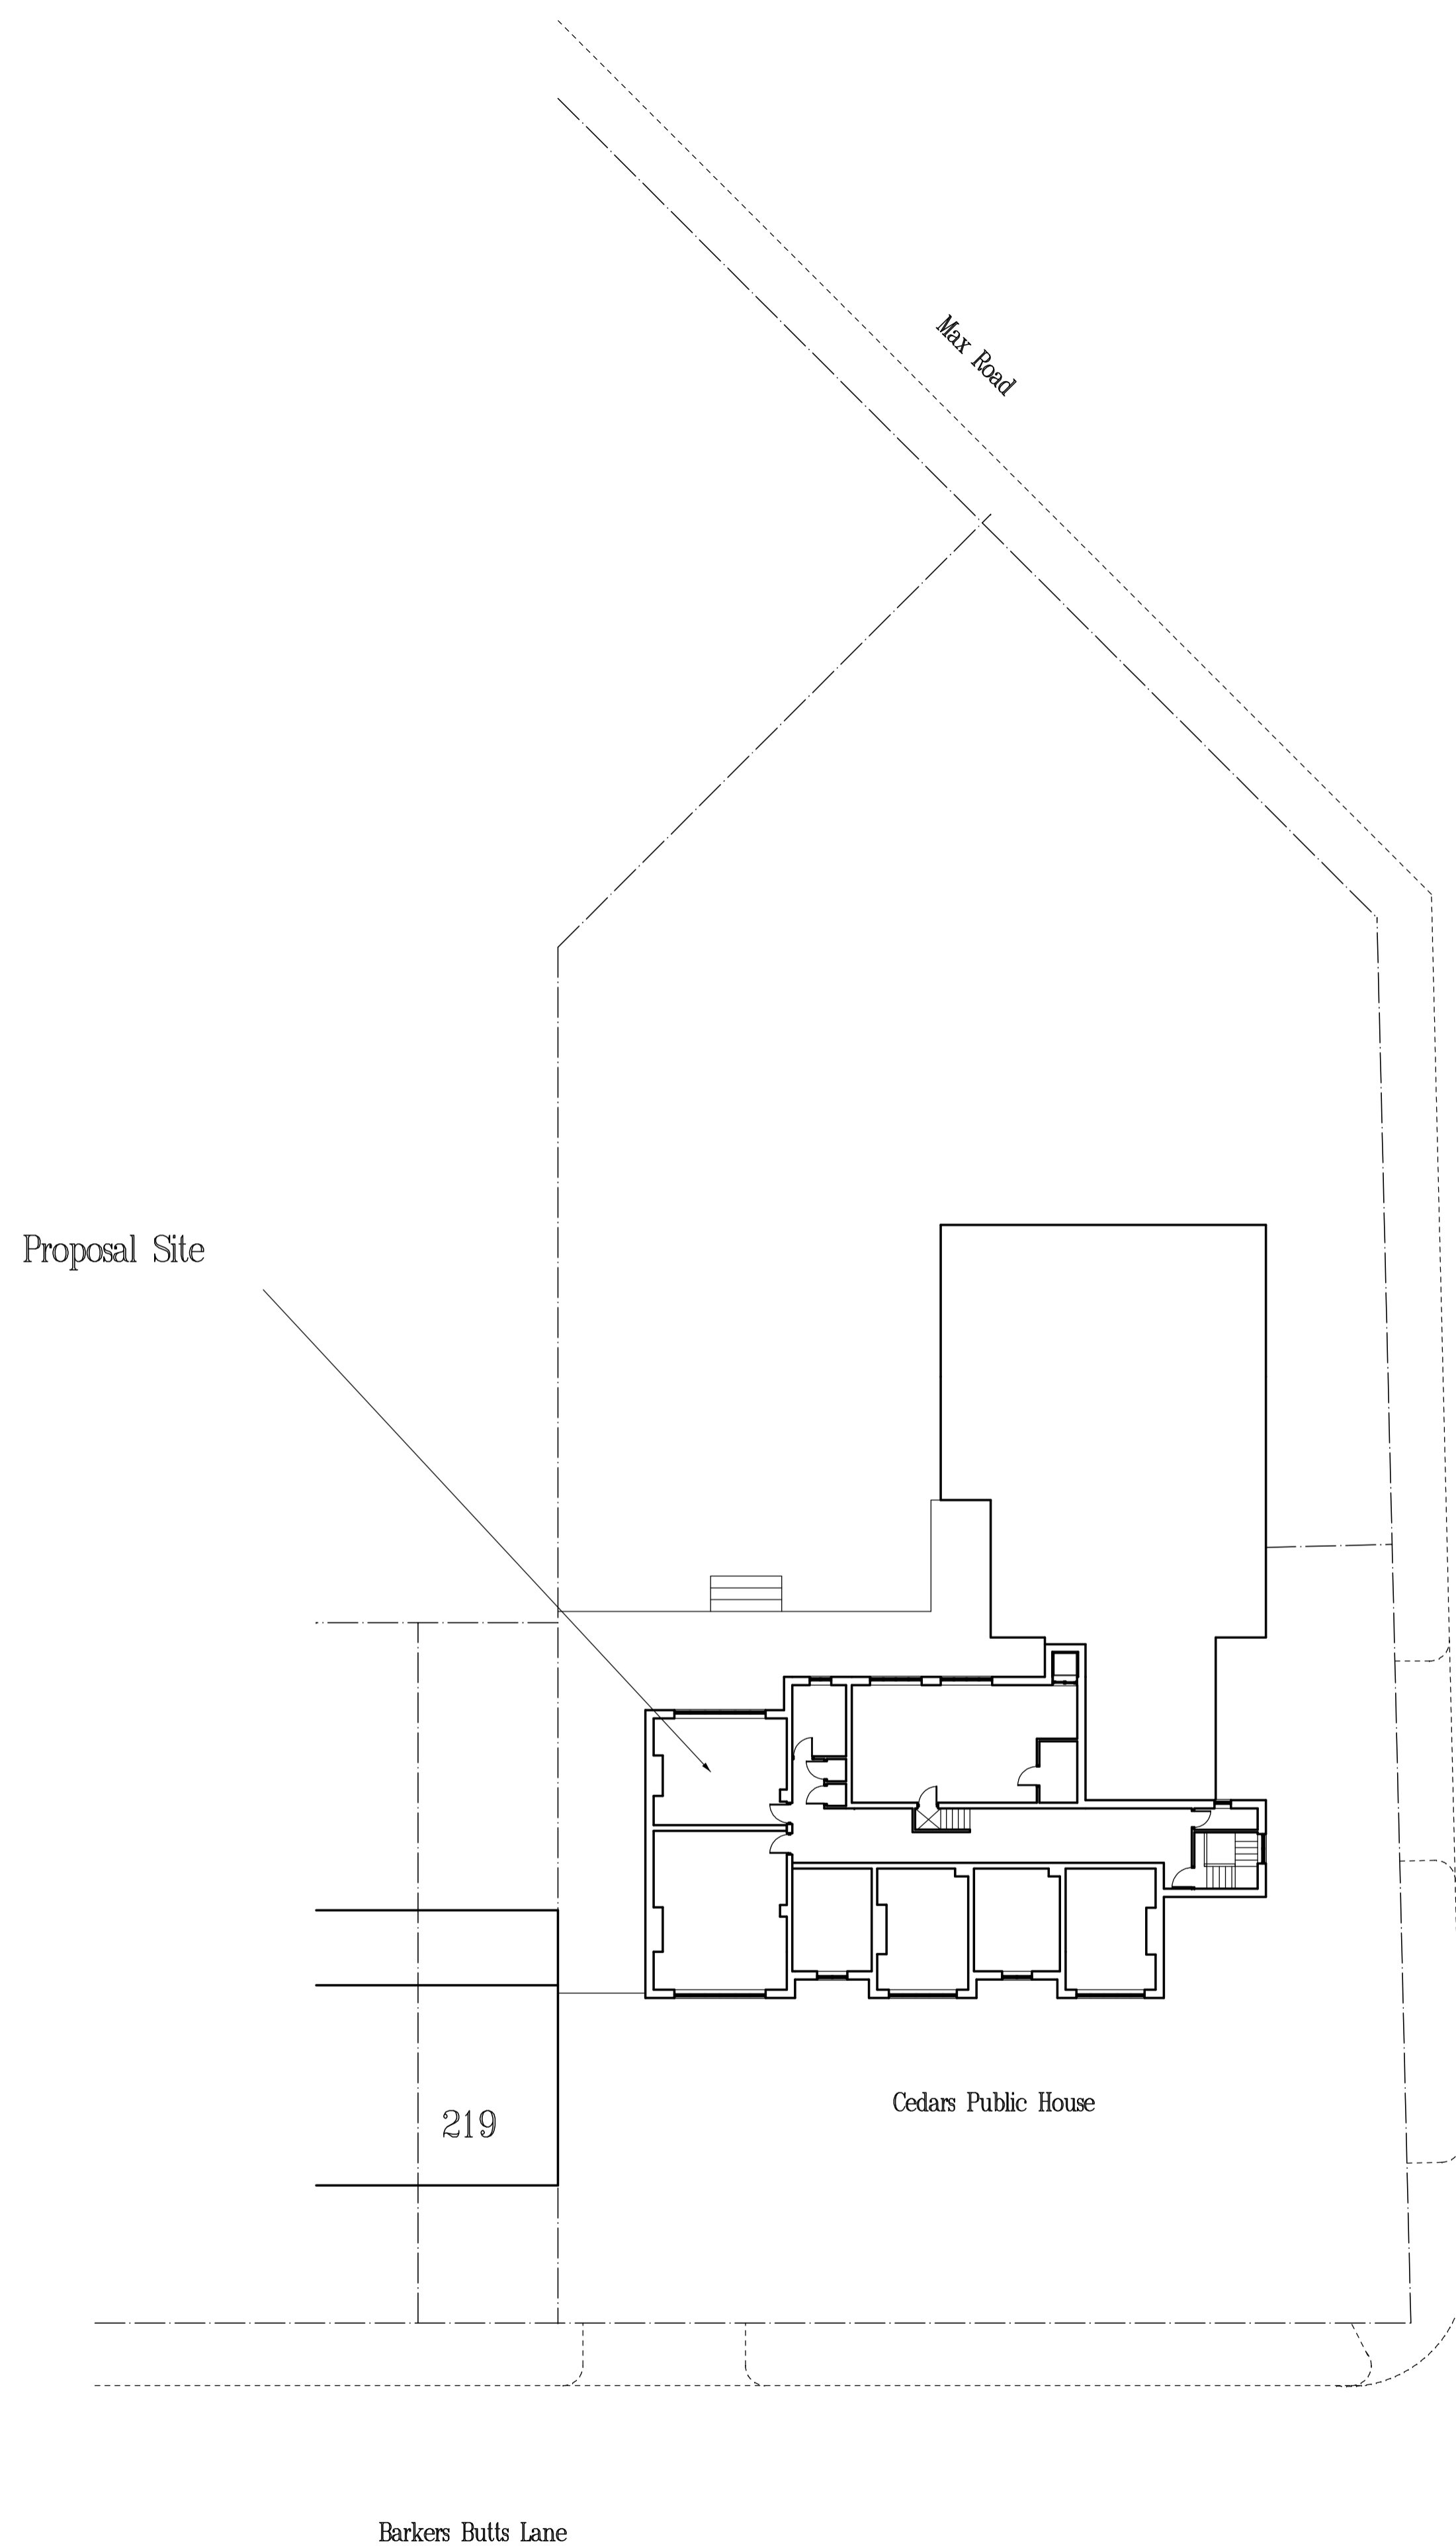 Max Road
Proposal Site
Cedars Public House
219
Barkers Butts Lane